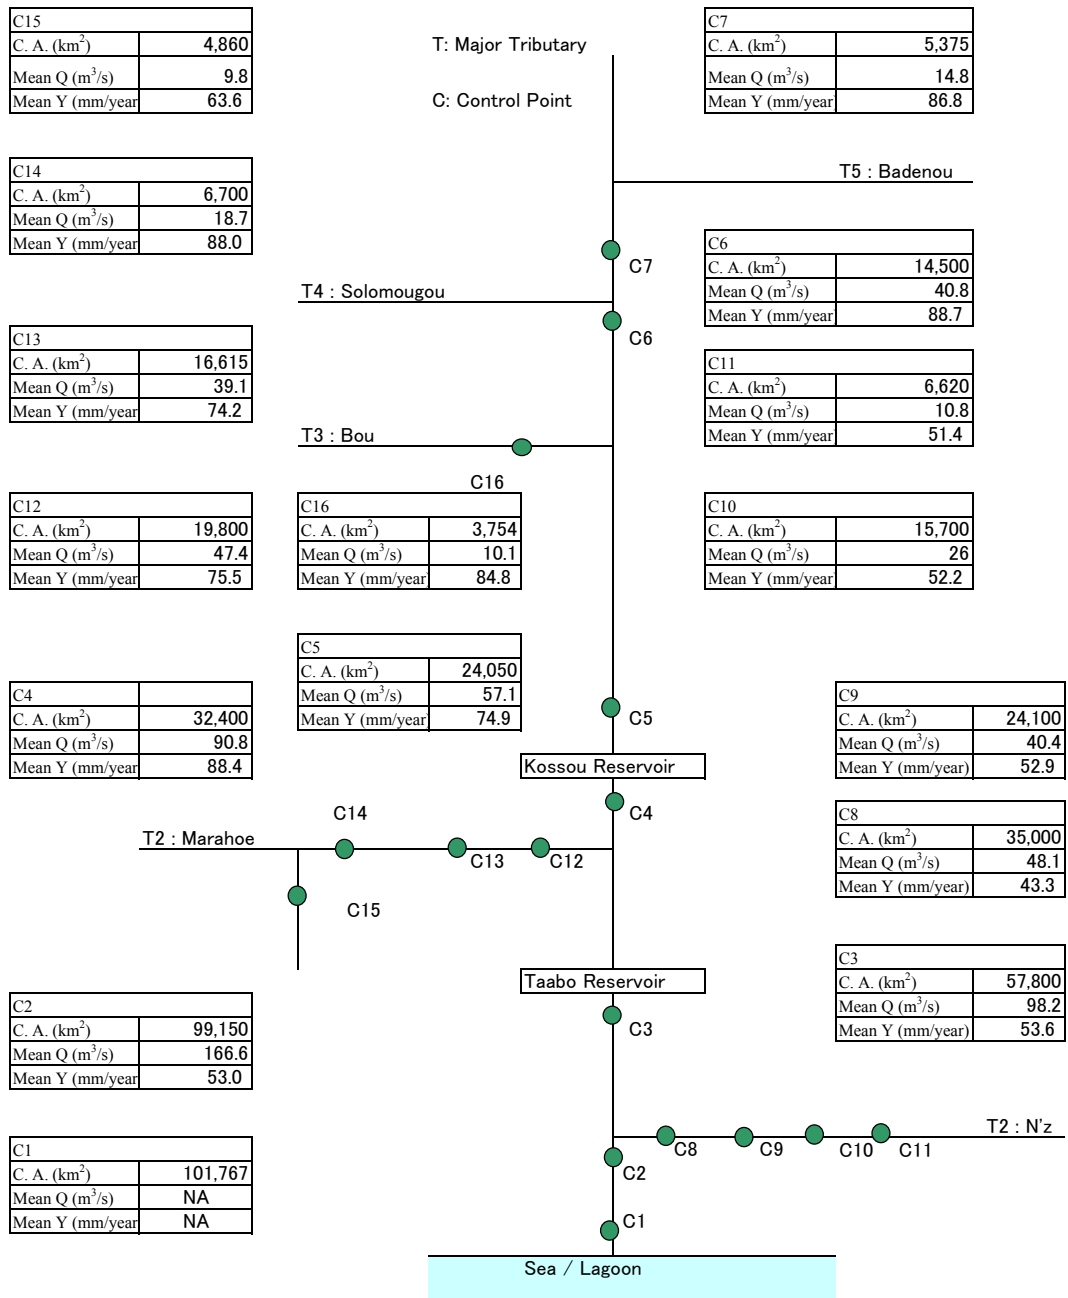 C15
C. A. (km²) 4,860
Mean Q (m³/s) 9.8
Mean Y (mm/year 63.6
T: Major Tributary
C: Control Point
C7
C. A. (km²) 5,375
Mean Q (m³/s) 14.8
Mean Y (mm/year 86.8
T5 : Badenou
C14
C. A. (km²) 6,700
Mean Q (m³/s) 18.7
Mean Y (mm/year 88.0
C7
C6
C. A. (km²) 14,500
Mean Q (m³/s) 40.8
Mean Y (mm/year 88.7
T4 : Solomougou
C6
C13
C. A. (km²) 16,615
Mean Q (m³/s) 39.1
Mean Y (mm/year 74.2
C11
C. A. (km²) 6,620
Mean Q (m³/s) 10.8
Mean Y (mm/year 51.4
T3 : Bou
C16
C12
C. A. (km²) 19,800
Mean Q (m³/s) 47.4
Mean Y (mm/year 75.5
C16
C. A. (km²) 3,754
Mean Q (m³/s) 10.1
Mean Y (mm/year 84.8
C10
C. A. (km²) 15,700
Mean Q (m³/s) 26
Mean Y (mm/year 52.2
C5
C. A. (km²) 24,050
Mean Q (m³/s) 57.1
Mean Y (mm/year 74.9
C4
C. A. (km²) 32,400
Mean Q (m³/s) 90.8
Mean Y (mm/year 88.4
C5
C9
C. A. (km²) 24,100
Mean Q (m³/s) 40.4
Mean Y (mm/year) 52.9
Kossou Reservoir
C4
C8
C. A. (km²) 35,000
Mean Q (m³/s) 48.1
Mean Y (mm/year) 43.3
C14
T2 : Marahoe
C13
C12
C15
C3
C. A. (km²) 57,800
Mean Q (m³/s) 98.2
Mean Y (mm/year) 53.6
Taabo Reservoir
C3
C2
C. A. (km²) 99,150
Mean Q (m³/s) 166.6
Mean Y (mm/year 53.0
T2 : N'z
C8
C9
C10
C11
C2
C1
C. A. (km²) 101,767
Mean Q (m³/s) NA
Mean Y (mm/year NA
C1
Sea / Lagoon